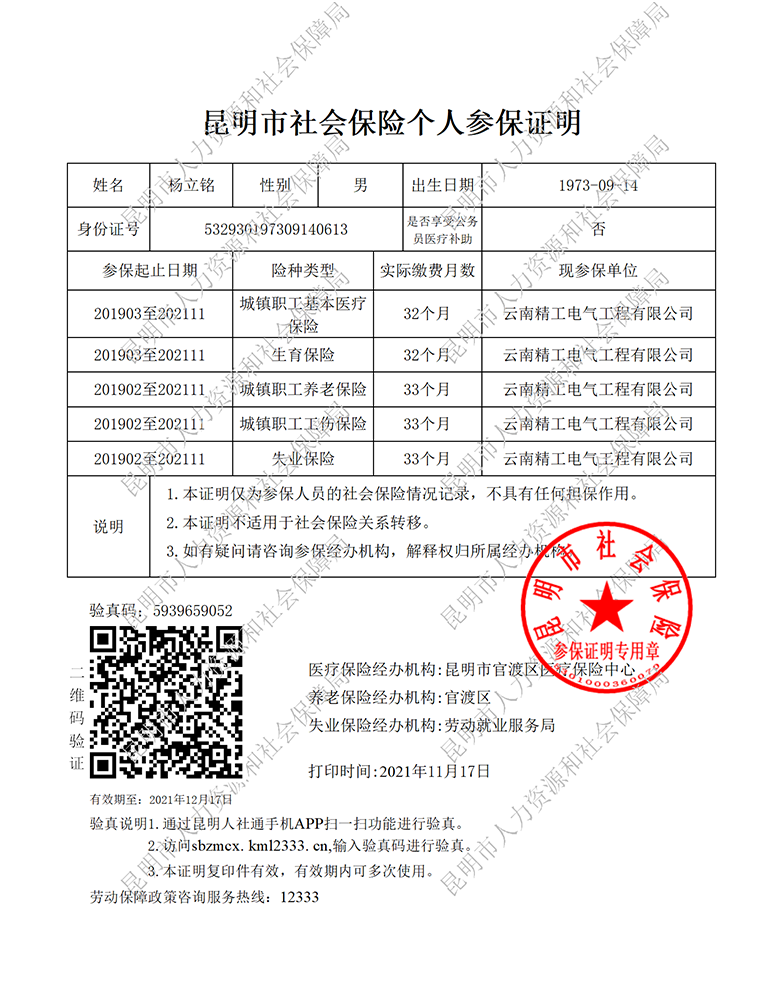 昆明市社会保险个人参保证明
姓名 杨立铭 性别 男 出生日期 1973-09-14
身份证号 532930197309140613 是否享受公务员医疗补助 否
参保起止日期 险种类型 实际缴费月数 现参保单位
201903至202111 城镇职工基本医疗保险 32个月 云南精工电气工程有限公司
201903至202111 生育保险 32个月 云南精工电气工程有限公司
201902至202111 城镇职工养老保险 33个月 云南精工电气工程有限公司
201902至202111 城镇职工工伤保险 33个月 云南精工电气工程有限公司
201902至202111 失业保险 33个月 云南精工电气工程有限公司
说明
1.本证明仅为参保人员的社会保险情况记录，不具有任何担保作用。
2.本证明不适用于社会保险关系转移。
3.如有疑问请咨询参保经办机构，解释权归所属经办机构。
昆明市社会保险
参保证明专用章
5301000360079
验真码：5939659052
二维码验证
医疗保险经办机构:昆明市官渡区医疗保险中心
养老保险经办机构:官渡区
失业保险经办机构:劳动就业服务局
打印时间:2021年11月17日
有效期至：2021年12月17日
验真说明1.通过昆明人社通手机APP扫一扫功能进行验真。
2.访问sbzmcx. kml2333. cn,输入验真码进行验真。
3.本证明复印件有效，有效期内可多次使用。
劳动保障政策咨询服务热线：12333
昆明市人力资源和社会保障局